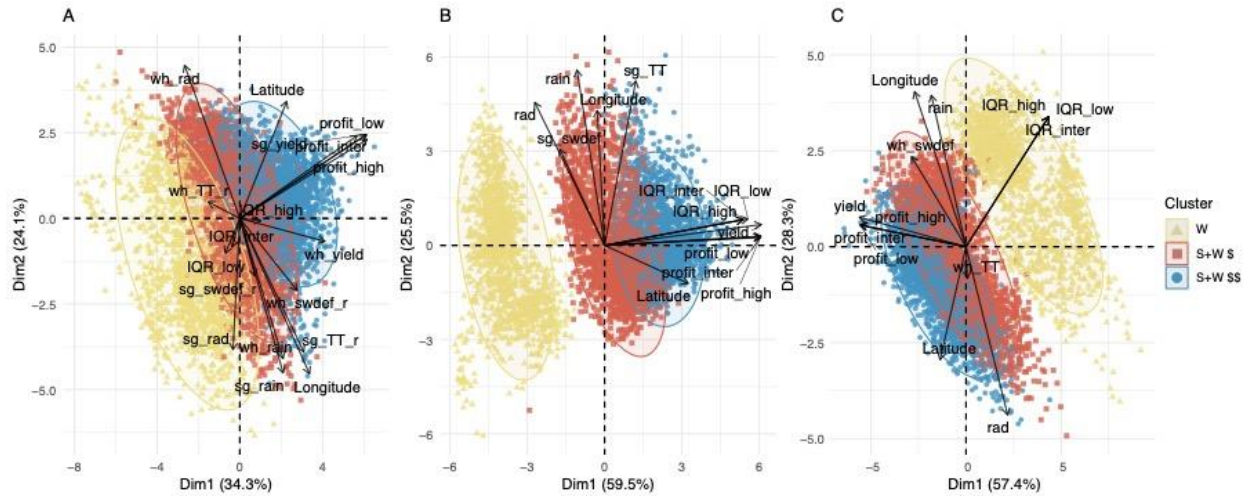 A
B
C
5.0
2.5
0.0
−2.5
−5.0
wh_rad
Latitude
profit_low
sg_yield
profit_inter
profit_high
wh_TT_r
IQR_high
IQR_inter
wh_yield
IQR_low
sg_swdef_r
wh_swdef_r
sg_rad
wh_rain
sg_TT_r
sg_rain
Longitude
−8
−4
0
4
Dim1 (34.3%)
Dim2 (24.1%)
6
3
0
−3
−6
rain
sg_TT
Longitude
rad
sg_swdef
IQR_inter
IQR_low
IQR_high
yield
profit_low
profit_inter
Latitude
profit_high
−6
−3
0
3
6
Dim1 (59.5%)
Dim2 (25.5%)
5.0
2.5
0.0
−2.5
−5.0
Longitude
rain
IQR_high
IQR_low
IQR_inter
wh_swdef
yield
profit_high
profit_inter
profit_low
wh_TT
Latitude
rad
−5
0
5
Dim1 (57.4%)
Dim2 (28.3%)
Cluster
W
S+W $
S+W $$